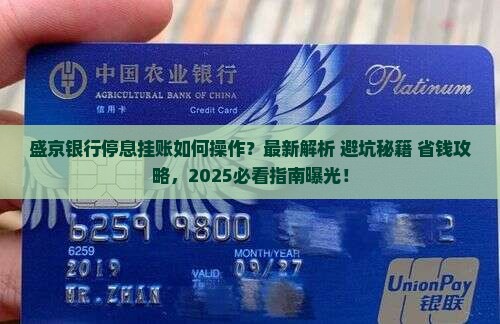 中国农业银行
AGRICULTURAL BANK OF CHINA
信用卡 Credit Card
Platinum
盛京银行停息挂账如何操作？最新解析 避坑秘籍 省钱攻
略，2025必看指南曝光！
6259 9800 2
6259
MONTH/YEAR
2019 VALID 09/27
MR.ZHAN
UnionPay
银联